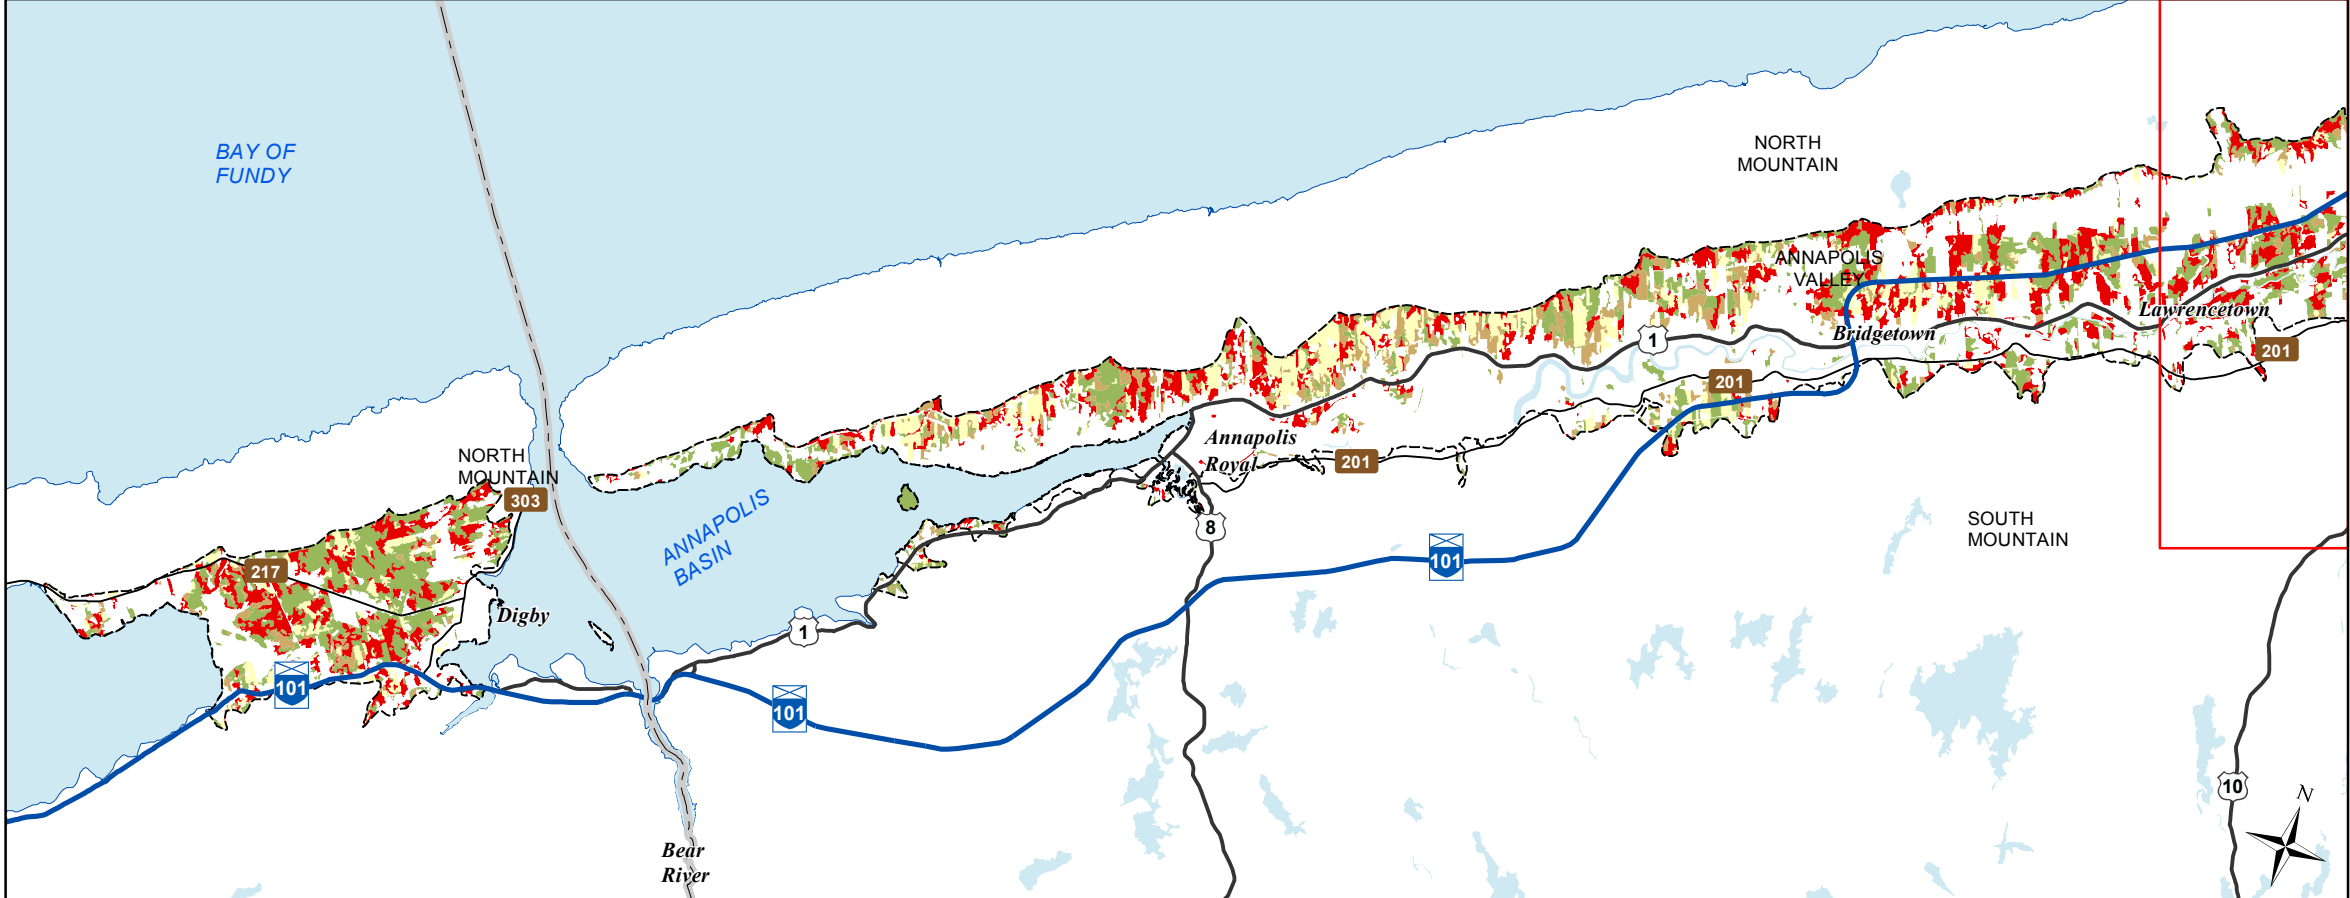 BAY OF
FUNDY
NORTH
MOUNTAIN
ANNAPOLIS
VALLEY
Lawrencetown
Bridgetown
1
201
201
Annapolis
Royal
201
NORTH
MOUNTAIN
303
ANNAPOLIS
BASIN
8
SOUTH
MOUNTAIN
101
217
Digby
1
101
101
10
N
Bear
River